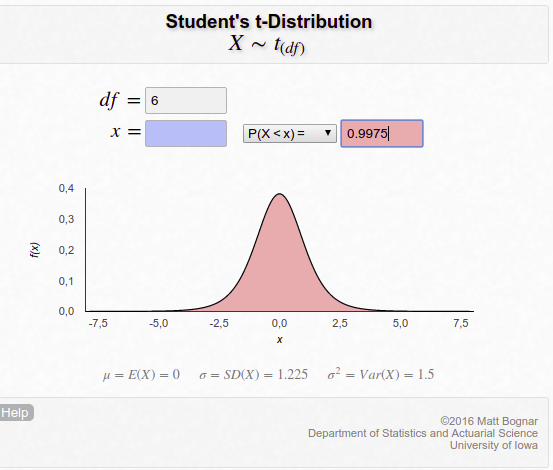 Student's t-Distribution
X ∼ t(df)
df = 6
x = P(X < x) = 0.9975
0,4
0,3
0,2
0,1
0,0
f(x)
-7,5 -5,0 -2,5 0,0 2,5 5,0 7,5
x
μ = E(X) = 0 σ = SD(X) = 1.225 σ² = Var(X) = 1.5
Help
©2016 Matt Bognar
Department of Statistics and Actuarial Science
University of Iowa